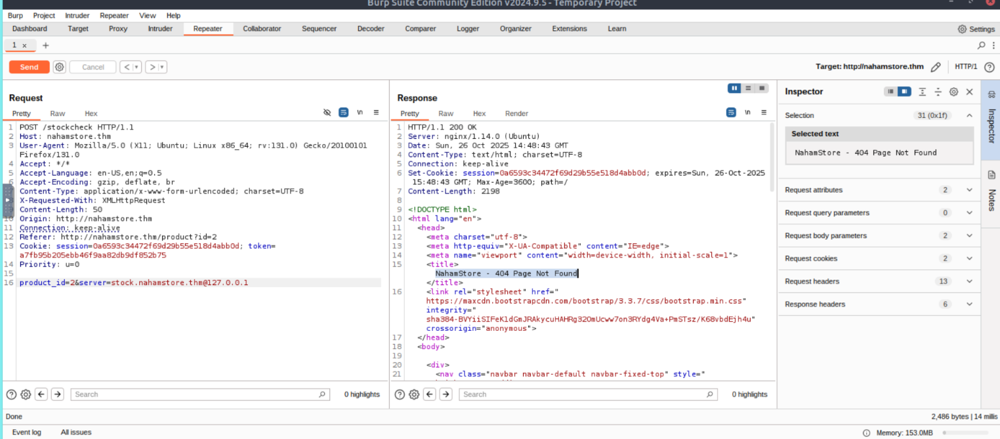 Burp Suite Community Edition v2024.9.5 - Temporary Project
Burp Project Intruder Repeater View Help
Dashboard Target Proxy Intruder Repeater Collaborator Sequencer Decoder Comparer Logger Organizer Extensions Learn Settings
1 × +
Send Cancel < > Target: http://nahamstore.thm HTTP/1
Request
Pretty Raw Hex \n
1 POST /stockcheck HTTP/1.1
2 Host: nahamstore.thm
3 User-Agent: Mozilla/5.0 (X11; Ubuntu; Linux x86_64; rv:131.0) Gecko/20100101
Firefox/131.0
4 Accept: */*
5 Accept-Language: en-US,en;q=0.5
6 Accept-Encoding: gzip, deflate, br
Content-Type: application/x-www-form-urlencoded; charset=UTF-8
X-Requested-With: XMLHttpRequest
Content-Length: 50
10 Origin: http://nahamstore.thm
11 Connection: keep-alive
12 Referer: http://nahamstore.thm/product?id=2
13 Cookie: session=0a6593c34472f69d29b55e518d4abb0d; token=
a7fb95b205ebb46f9aa82db9df852b75
14 Priority: u=0
15
16 product_id=2&server=stock.nahamstore.thm@127.0.0.1
Search 0 highlights
Response
Pretty Raw Hex Render \n
1 HTTP/1.1 200 OK
2 Server: nginx/1.14.0 (Ubuntu)
3 Date: Sun, 26 Oct 2025 14:48:43 GMT
4 Content-Type: text/html; charset=UTF-8
5 Connection: keep-alive
6 Set-Cookie: session=0a6593c34472f69d29b55e518d4abb0d; expires=Sun, 26-Oct-2025
15:48:43 GMT; Max-Age=3600; path=/
7 Content-Length: 2198
8
9 <!DOCTYPE html>
10 <html lang="en">
11 <head>
12 <meta charset="utf-8">
13 <meta http-equiv="X-UA-Compatible" content="IE=edge">
14 <meta name="viewport" content="width=device-width, initial-scale=1">
15 <title>
NahamStore - 404 Page Not Found
</title>
16 <link rel="stylesheet" href="
https://maxcdn.bootstrapcdn.com/bootstrap/3.3.7/css/bootstrap.min.css"
integrity="
sha384-BVYiiSIFeK1dGmJRAkycuHAHRg32OmUcww7on3RYdg4Va+PmSTsz/K68vbdEjh4u"
crossorigin="anonymous">
17 </head>
18 <body>
19
20 <div>
21 <nav class="navbar navbar-default navbar-fixed-top" style="
Search 0 highlights
Inspector
Selection 31 (0x1f)
Selected text
NahamStore - 404 Page Not Found
Request attributes 2
Request query parameters 0
Request body parameters 2
Request cookies 2
Request headers 13
Response headers 6
Inspector
Notes
Done 2,486 bytes | 14 millis
Event log All issues Memory: 153.0MB